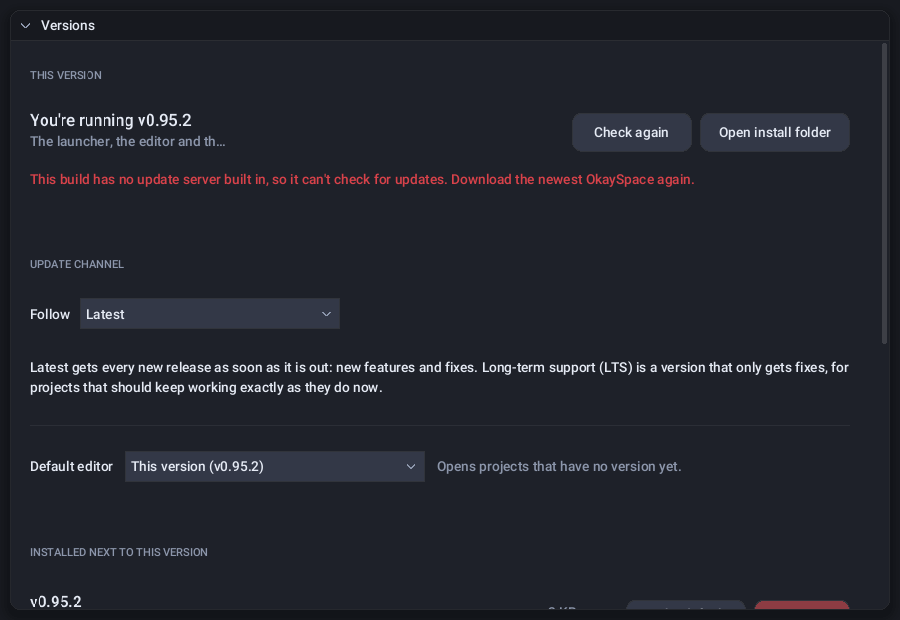 Versions
THIS VERSION
You're running v0.95.2
The launcher, the editor and th...
Check again
Open install folder
This build has no update server built in, so it can't check for updates. Download the newest OkaySpace again.
UPDATE CHANNEL
Follow
Latest
Latest gets every new release as soon as it is out: new features and fixes. Long-term support (LTS) is a version that only gets fixes, for
projects that should keep working exactly as they do now.
Default editor
This version (v0.95.2)
Opens projects that have no version yet.
INSTALLED NEXT TO THIS VERSION
v0.95.2